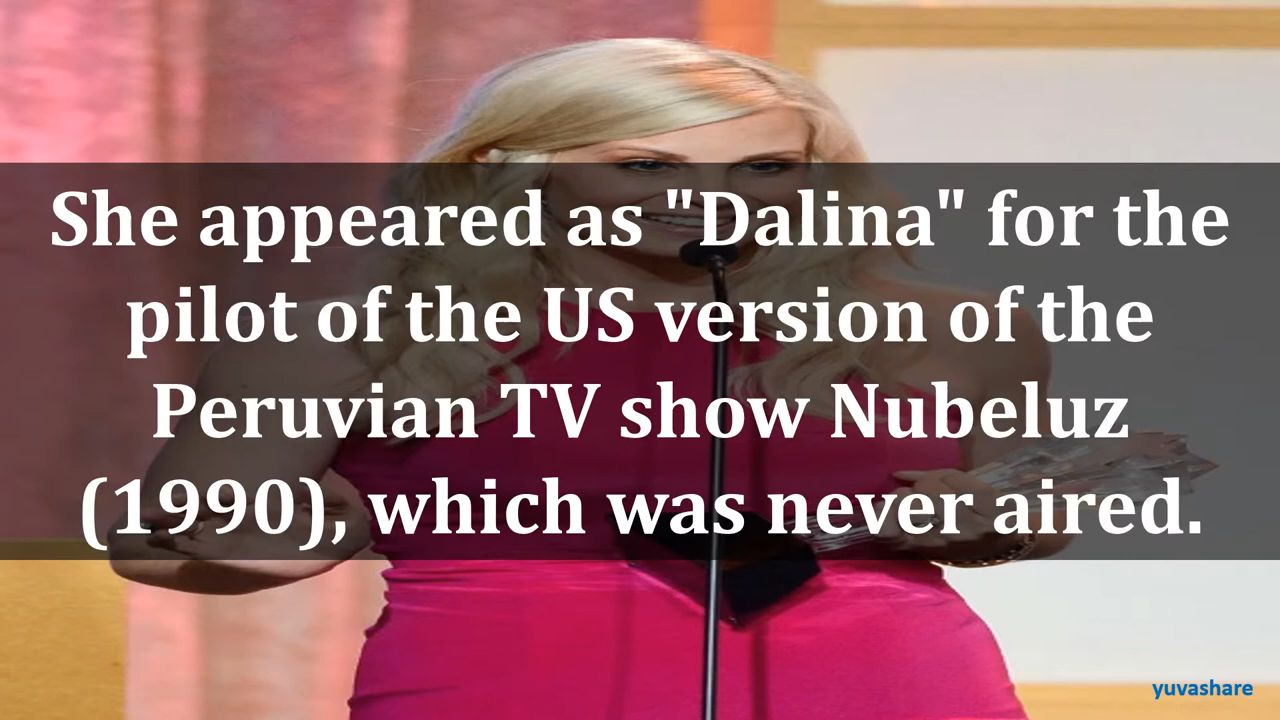 She appeared as "Dalina" for the
pilot of the US version of the
Peruvian TV show Nubeluz
(1990), which was never aired.
yuvashare